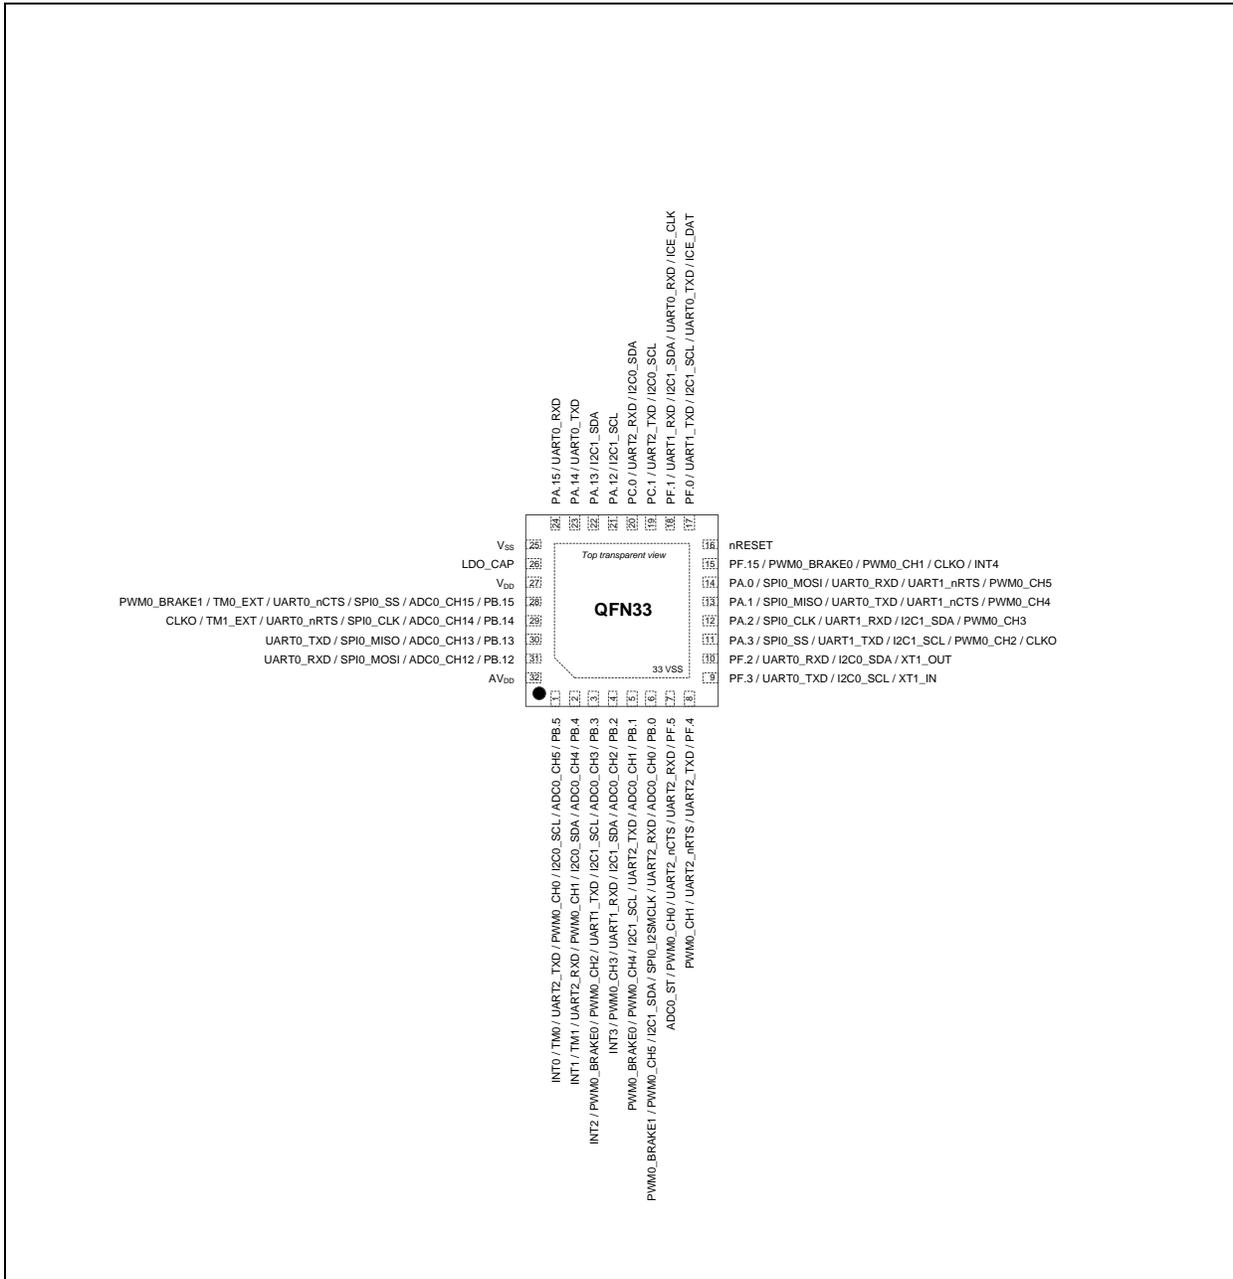 PA.15 / UART0_RXD
PA.14 / UART0_TXD
PA.13 / I2C1_SDA
PA.12 / I2C1_SCL
PC.0 / UART2_RXD / I2C0_SDA
PC.1 / UART2_TXD / I2C0_SCL
PF.1 / UART1_RXD / I2C1_SDA / UART0_RXD / ICE_CLK
PF.0 / UART1_TXD / I2C1_SCL / UART0_TXD / ICE_DAT
24 23 22 21 20 19 18 17
VSS 25
LDO_CAP 26
VDD 27
PWM0_BRAKE1 / TM0_EXT / UART0_nCTS / SPI0_SS / ADC0_CH15 / PB.15 28
CLKO / TM1_EXT / UART0_nRTS / SPI0_CLK / ADC0_CH14 / PB.14 29
UART0_TXD / SPI0_MISO / ADC0_CH13 / PB.13 30
UART0_RXD / SPI0_MOSI / ADC0_CH12 / PB.12 31
AVDD 32
Top transparent view
QFN33
33 VSS
16 nRESET
15 PF.15 / PWM0_BRAKE0 / PWM0_CH1 / CLKO / INT4
14 PA.0 / SPI0_MOSI / UART0_RXD / UART1_nRTS / PWM0_CH5
13 PA.1 / SPI0_MISO / UART0_TXD / UART1_nCTS / PWM0_CH4
12 PA.2 / SPI0_CLK / UART1_RXD / I2C1_SDA / PWM0_CH3
11 PA.3 / SPI0_SS / UART1_TXD / I2C1_SCL / PWM0_CH2 / CLKO
10 PF.2 / UART0_RXD / I2C0_SDA / XT1_OUT
9 PF.3 / UART0_TXD / I2C0_SCL / XT1_IN
1 2 3 4 5 6 7 8
INT0 / TM0 / UART2_TXD / PWM0_CH0 / I2C0_SCL / ADC0_CH5 / PB.5
INT1 / TM1 / UART2_RXD / PWM0_CH1 / I2C0_SDA / ADC0_CH4 / PB.4
INT2 / PWM0_BRAKE0 / PWM0_CH2 / UART1_TXD / I2C1_SCL / ADC0_CH3 / PB.3
INT3 / PWM0_CH3 / UART1_RXD / I2C1_SDA / ADC0_CH2 / PB.2
PWM0_BRAKE0 / PWM0_CH4 / I2C1_SCL / UART2_TXD / ADC0_CH1 / PB.1
PWM0_BRAKE1 / PWM0_CH5 / I2C1_SDA / SPI0_I2SMCLK / UART2_RXD / ADC0_CH0 / PB.0
ADC0_ST / PWM0_CH0 / UART2_nCTS / UART2_RXD / PF.5
PWM0_CH1 / UART2_nRTS / UART2_TXD / PF.4